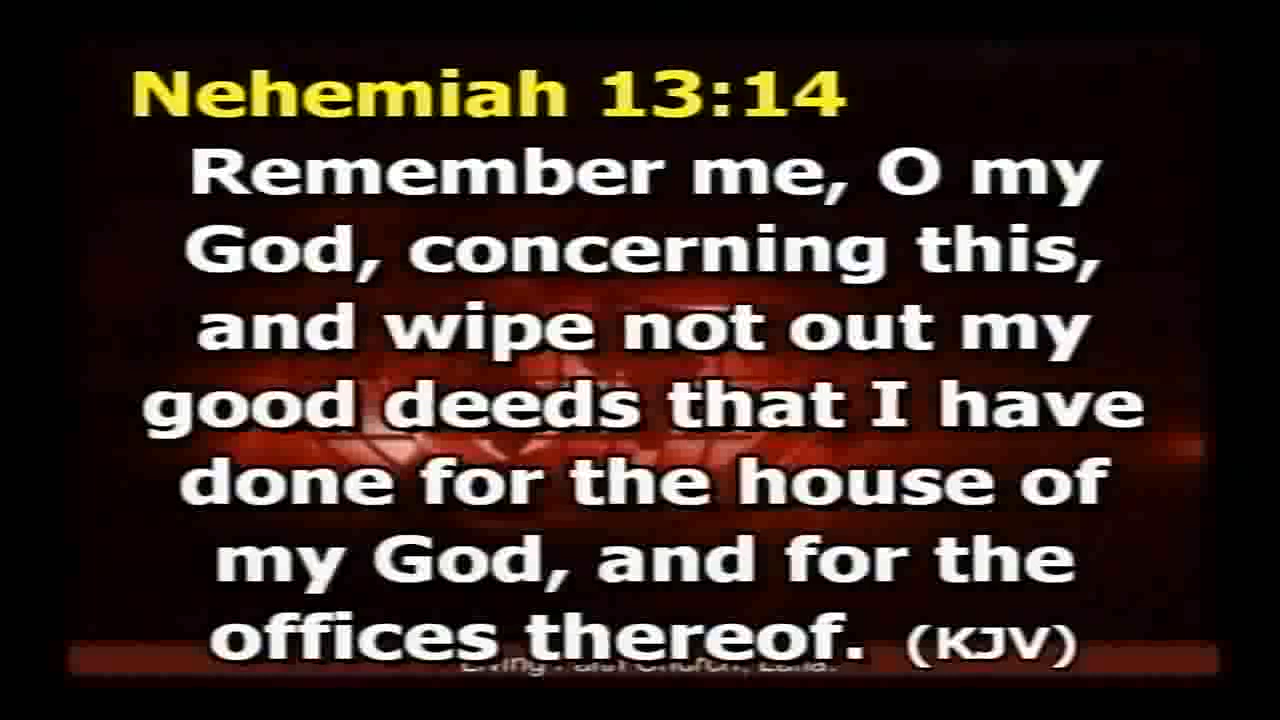 Nehemiah 13:14
Remember me, O my
God, concerning this,
and wipe not out my
good deeds that I have
done for the house of
my God, and for the
offices thereof. (KJV)